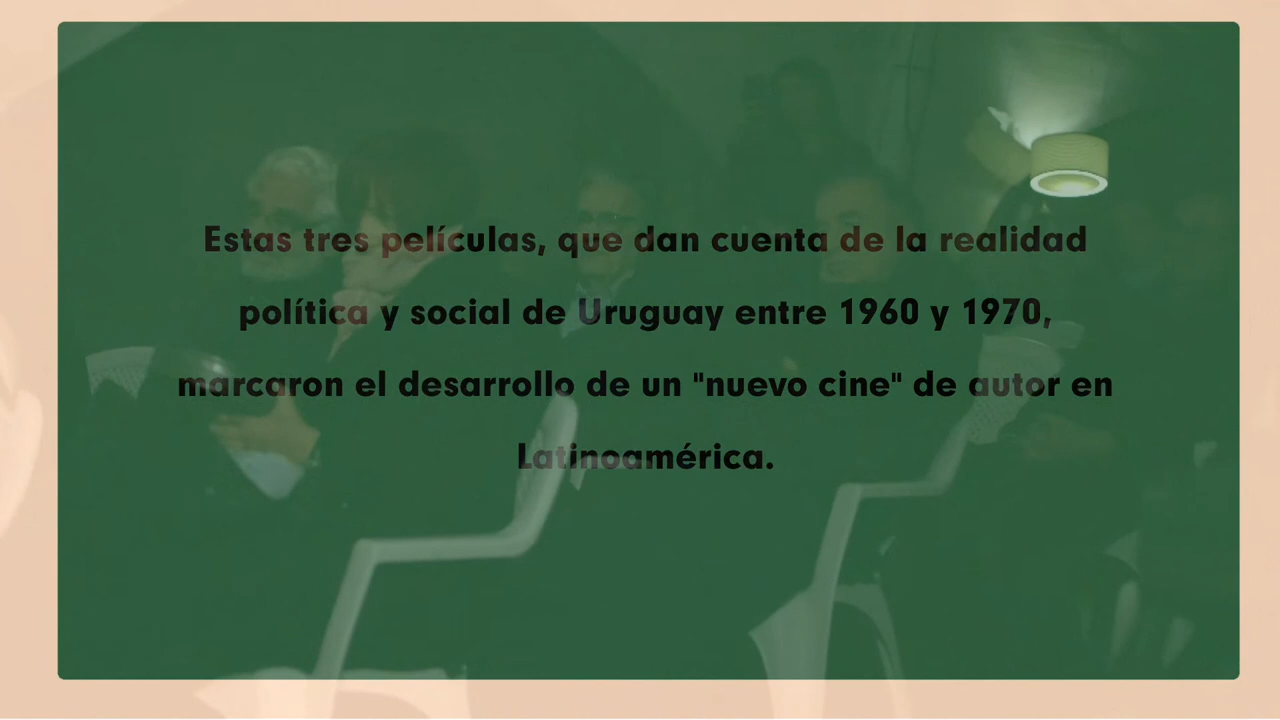 Estas tres películas, que dan cuenta de la realidad
política y social de Uruguay entre 1960 y 1970,
marcaron el desarrollo de un "nuevo cine" de autor en
Latinoamérica.